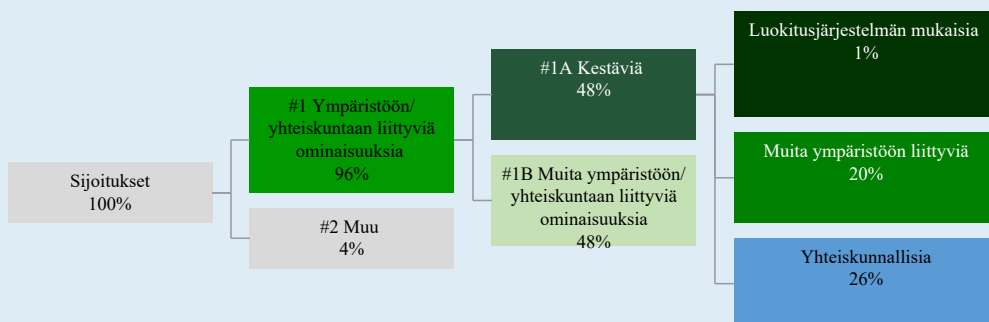 Sijoitukset
100%
#1 Ympäristöön/
yhteiskuntaan liittyviä
ominaisuuksia
96%
#2 Muu
4%
#1A Kestäviä
48%
#1B Muita ympäristöön/
yhteiskuntaan liittyviä
ominaisuuksia
48%
Luokitusjärjestelmän mukaisia
1%
Muita ympäristöön liittyviä
20%
Yhteiskunnallisia
26%